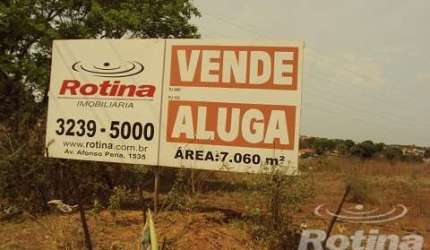 Rotina
IMOBILIÁRIA
3239-5000
www.rotina.com.br
Av. Afonso Pena, 1535
VENDE
ALUGA
ÁREA:7.060 m²
Rotina